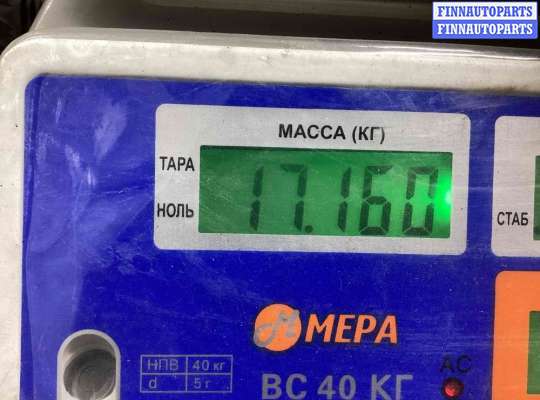 FINNAUTOPARTS
FINNAUTOPARTS
МАССА (КГ)
ТАРА
17.160
НОЛЬ
СТАБ
МЕРА
НПВ 40 кг
d 5 г
ВС 40 КГ
AC